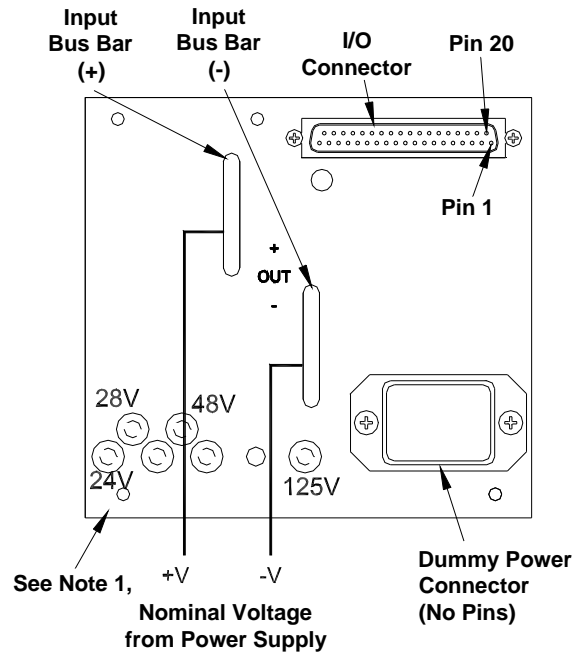 Input
Bus Bar
(+)
Input
Bus Bar
(-)
I/O
Connector
Pin 20
Pin 1
+
OUT
-
28V
48V
24V
125V
See Note 1,
+V
-V
Nominal Voltage
from Power Supply
Dummy Power
Connector
(No Pins)